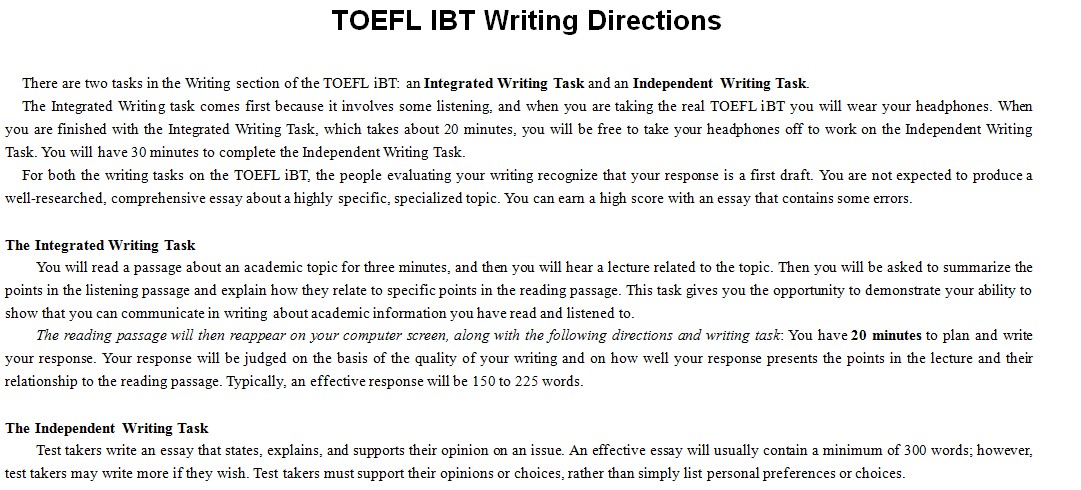 TOEFL IBT Writing Directions
There are two tasks in the Writing section of the TOEFL iBT: an Integrated Writing Task and an Independent Writing Task.
The Integrated Writing task comes first because it involves some listening, and when you are taking the real TOEFL iBT you will wear your headphones. When
you are finished with the Integrated Writing Task, which takes about 20 minutes, you will be free to take your headphones off to work on the Independent Writing
Task. You will have 30 minutes to complete the Independent Writing Task.
For both the writing tasks on the TOEFL iBT, the people evaluating your writing recognize that your response is a first draft. You are not expected to produce a
well-researched, comprehensive essay about a highly specific, specialized topic. You can earn a high score with an essay that contains some errors.
The Integrated Writing Task
You will read a passage about an academic topic for three minutes, and then you will hear a lecture related to the topic. Then you will be asked to summarize the
points in the listening passage and explain how they relate to specific points in the reading passage. This task gives you the opportunity to demonstrate your ability to
show that you can communicate in writing about academic information you have read and listened to.
The reading passage will then reappear on your computer screen, along with the following directions and writing task: You have 20 minutes to plan and write
your response. Your response will be judged on the basis of the quality of your writing and on how well your response presents the points in the lecture and their
relationship to the reading passage. Typically, an effective response will be 150 to 225 words.
The Independent Writing Task
Test takers write an essay that states, explains, and supports their opinion on an issue. An effective essay will usually contain a minimum of 300 words; however,
test takers may write more if they wish. Test takers must support their opinions or choices, rather than simply list personal preferences or choices.